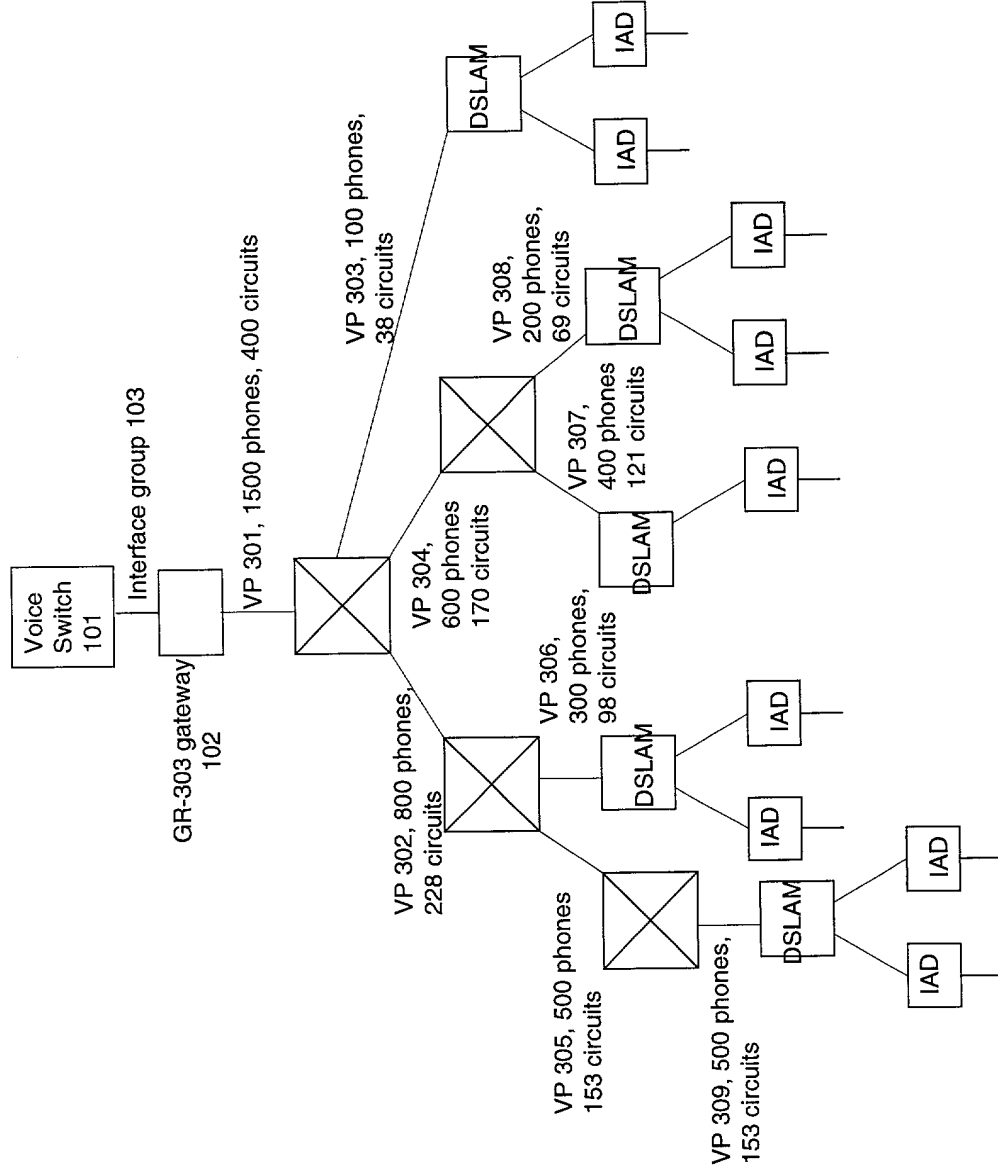 Voice
Switch
101
Interface group 103
GR-303 gateway
102
VP 301, 1500 phones, 400 circuits
VP 302, 800 phones,
228 circuits
VP 304,
600 phones
170 circuits
VP 303, 100 phones,
38 circuits
VP 305, 500 phones
153 circuits
VP 306,
300 phones,
98 circuits
VP 307,
400 phones
121 circuits
VP 308,
200 phones,
69 circuits
VP 309, 500 phones,
153 circuits
DSLAM
DSLAM
DSLAM
DSLAM
DSLAM
IAD
IAD
IAD
IAD
IAD
IAD
IAD
IAD
IAD